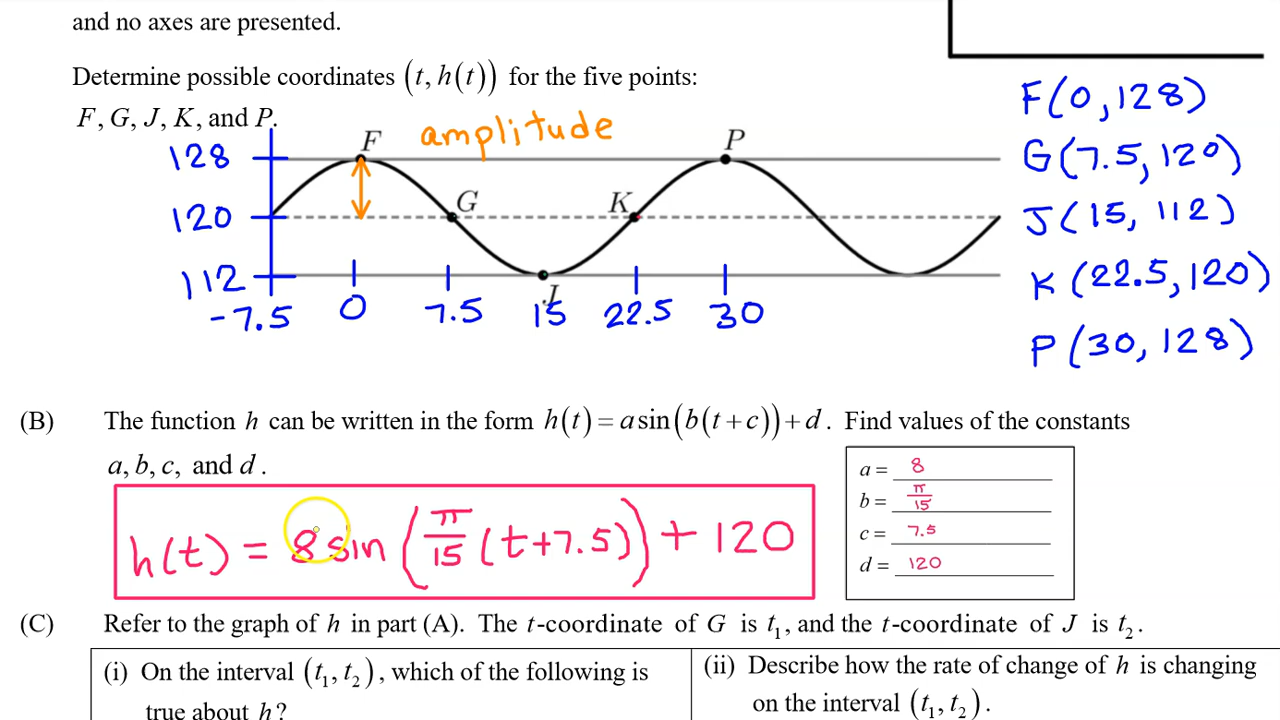 and no axes are presented.
Determine possible coordinates (t, h(t)) for the five points:
F, G, J, K, and P.
amplitude
F
P
G
K
J
128
120
112
-7.5
0
7.5
15
22.5
30
F(0,128)
G(7.5, 120)
J(15, 112)
K(22.5,120)
P(30,128)
(B) The function h can be written in the form h(t) = a sin(b(t+c))+d. Find values of the constants
a, b, c, and d.
h(t) = 8 sin(π/15 (t+7.5)) + 120
a = 8
b = π/15
c = 7.5
d = 120
(C) Refer to the graph of h in part (A). The t-coordinate of G is t₁, and the t-coordinate of J is t₂.
(i) On the interval (t₁, t₂), which of the following is
true about h?
(ii) Describe how the rate of change of h is changing
on the interval (t₁, t₂).